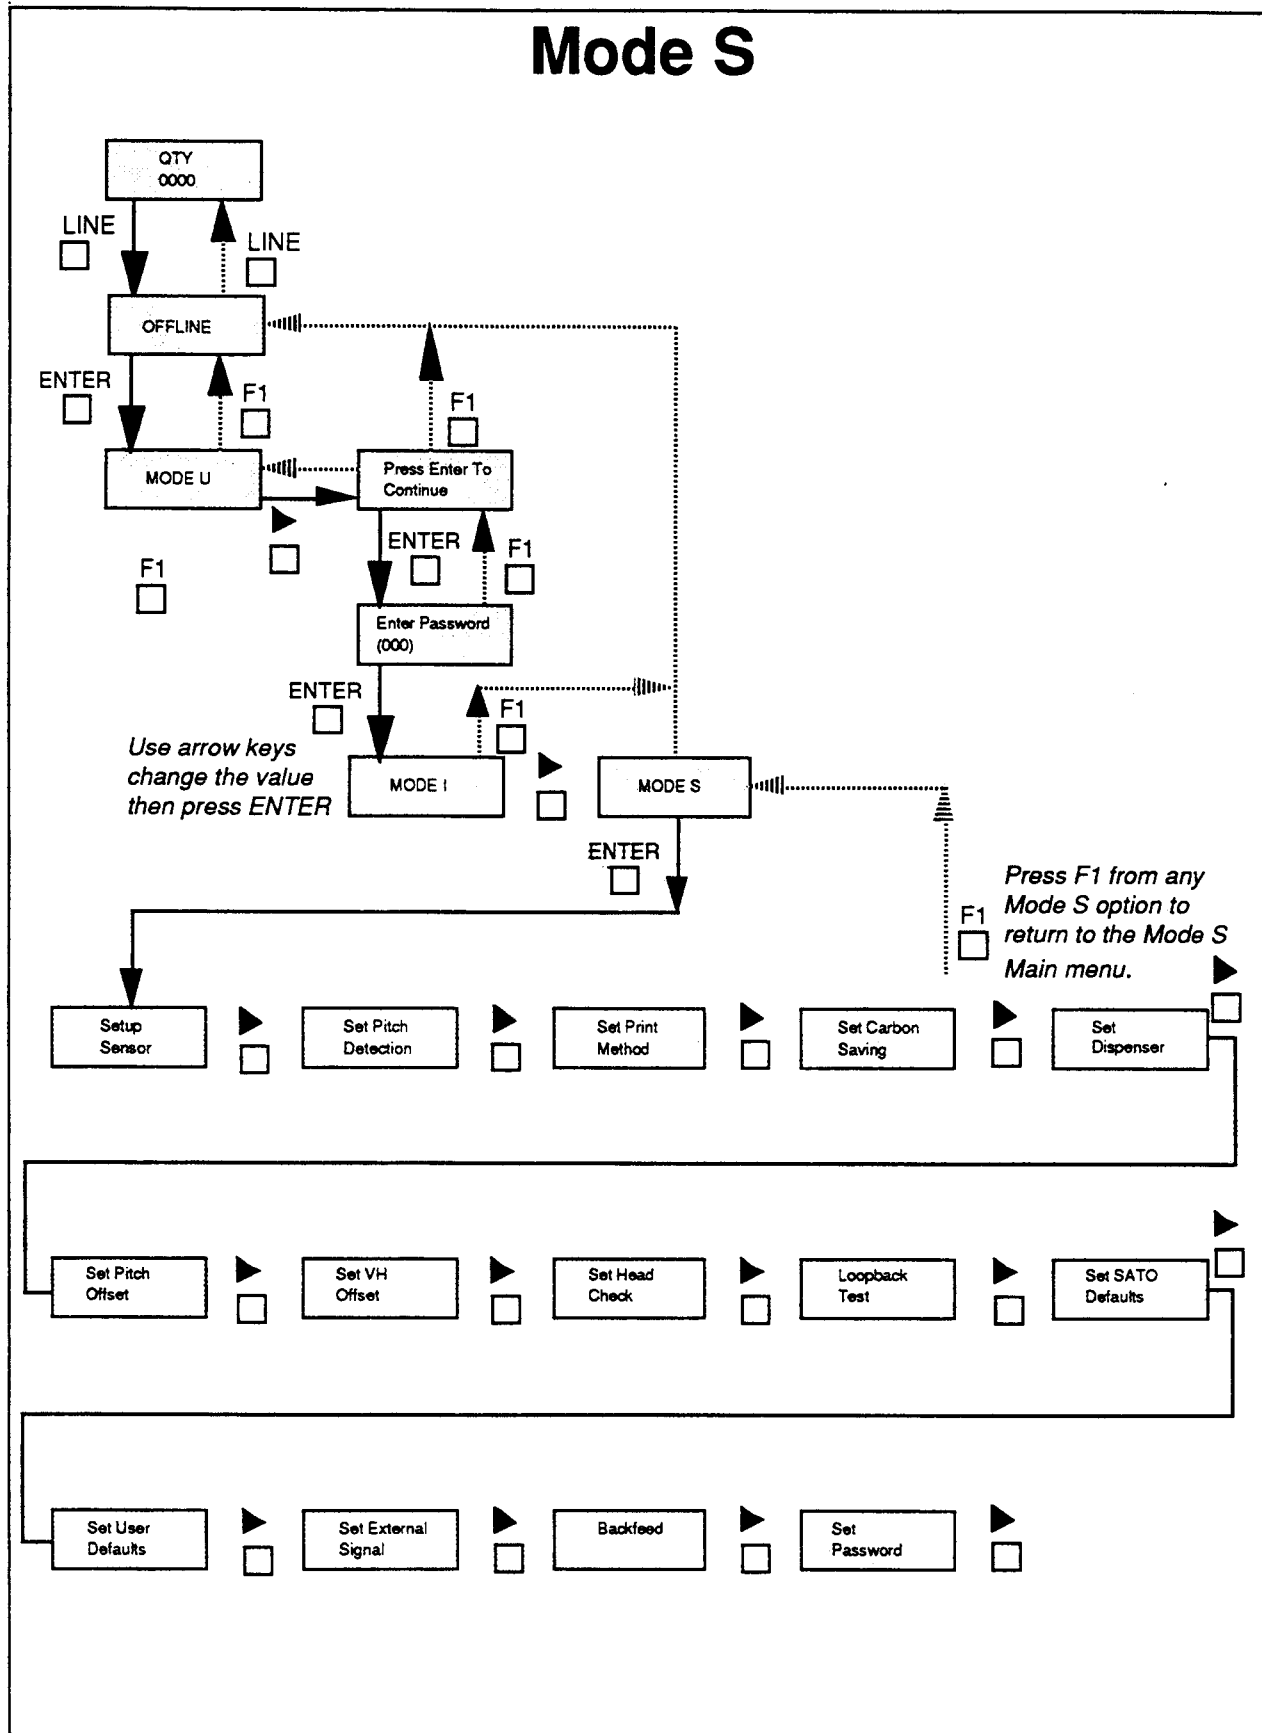 Mode S
QTY
0000
LINE
LINE
OFFLINE
ENTER
F1
F1
MODE U
Press Enter To
Continue
ENTER
F1
F1
Enter Password
(000)
ENTER
F1
Use arrow keys
change the value
then press ENTER
MODE I
MODE S
ENTER
Press F1 from any
Mode S option to
return to the Mode S
Main menu.
F1
Setup
Sensor
Set Pitch
Detection
Set Print
Method
Set Carbon
Saving
Set
Dispenser
Set Pitch
Offset
Set VH
Offset
Set Head
Check
Loopback
Test
Set SATO
Defaults
Set User
Defaults
Set External
Signal
Backfeed
Set
Password